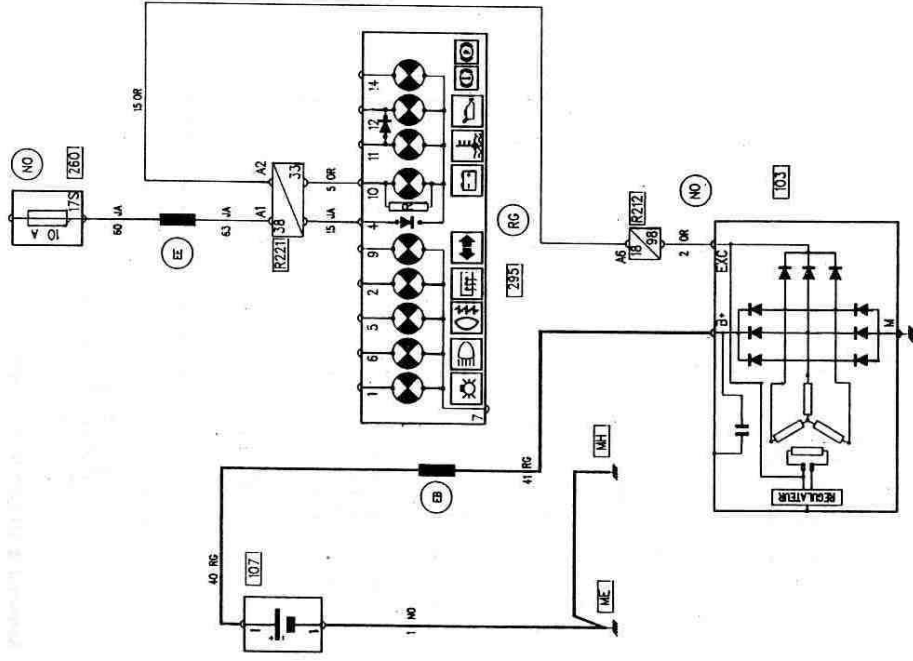 NO
10 A
17S
260
60 JA
EE
63 JA
A1
A2
15 OR
38
33
R221
15 JA
5 OR
1
6
5
2
9
4
10
11
12
14
R
7
295
RG
A6
18
98
R212
NO
2 OR
EXC
103
B+
M
REGULATEUR
40 RG
EB
41 RG
107
1
+
-
1
1 NO
MH
ME